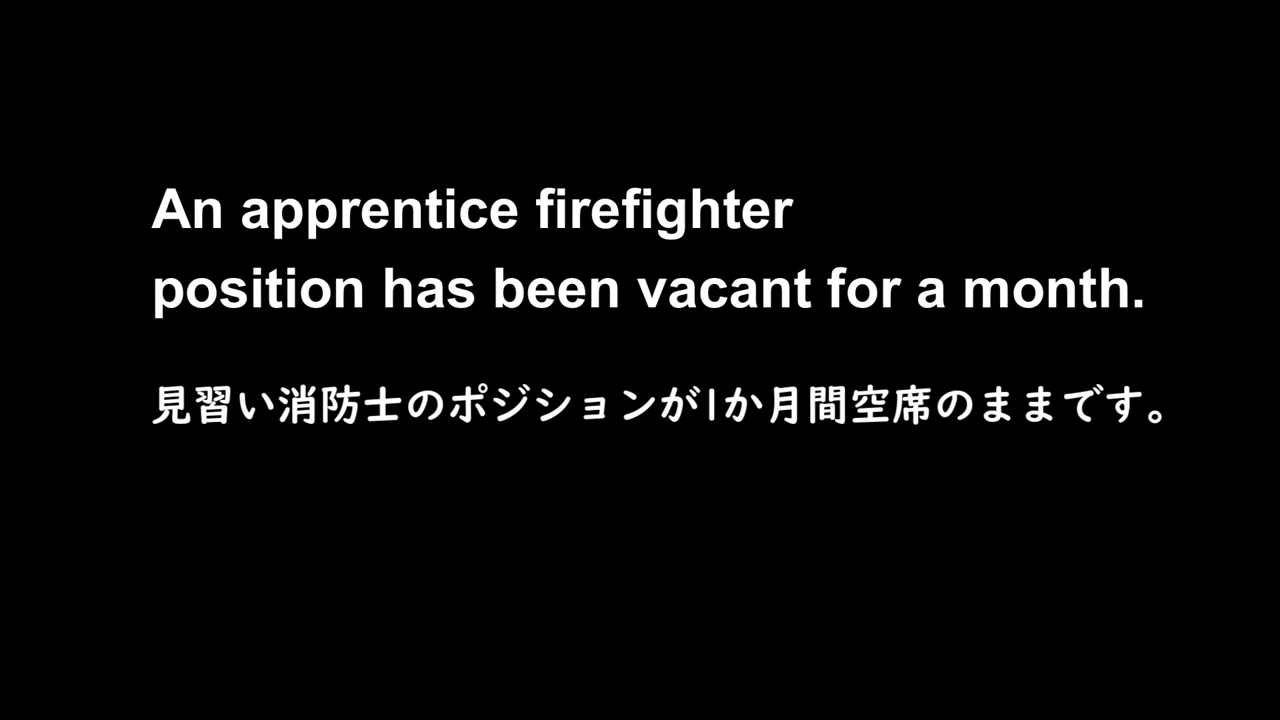 An apprentice firefighter
position has been vacant for a month.
見習い消防士のポジションが1か月間空席のままです。